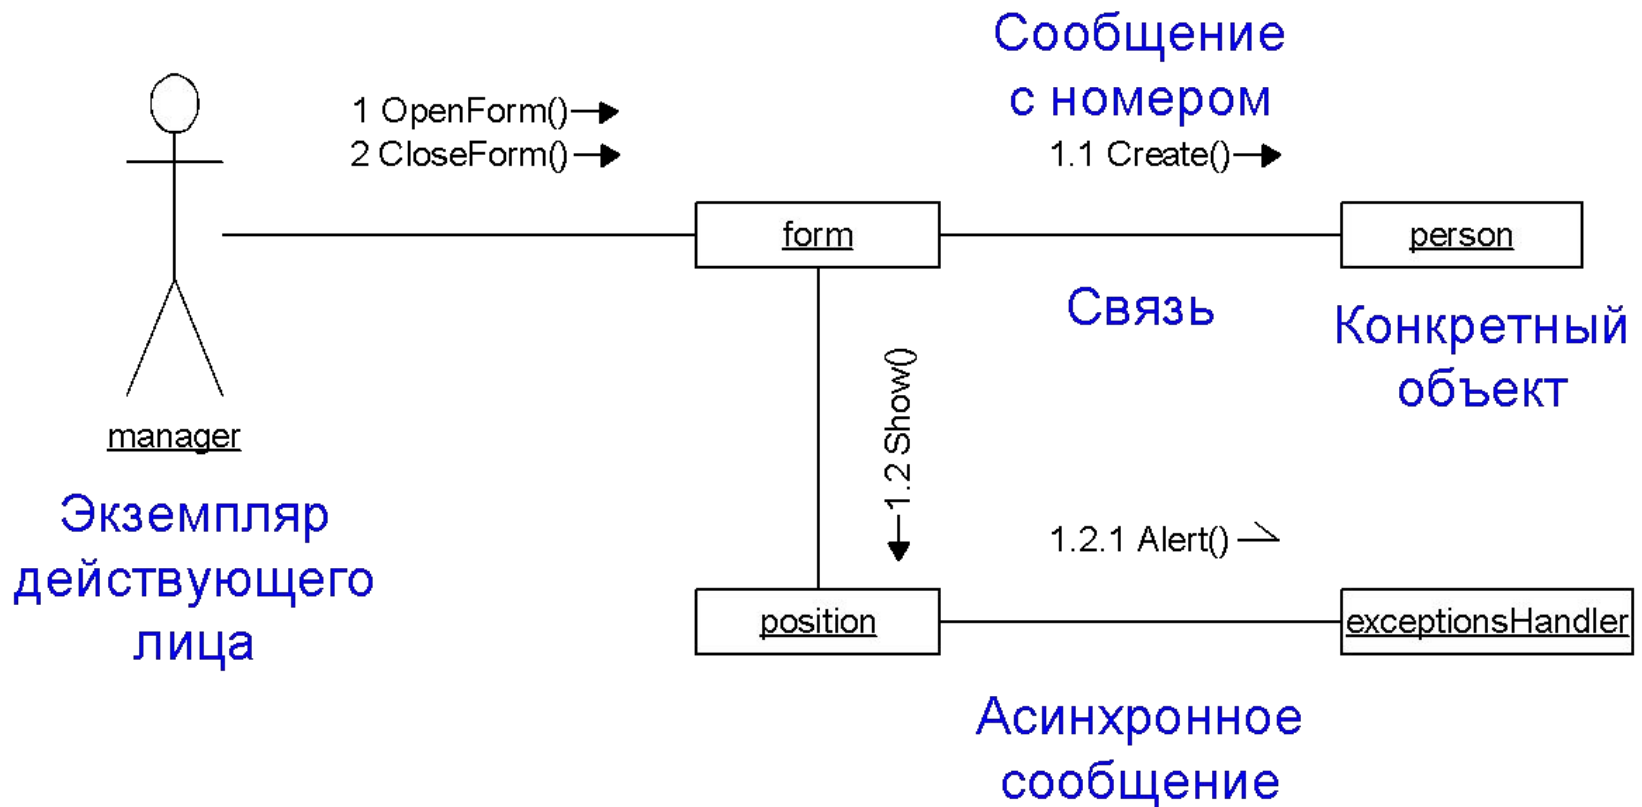 Сообщение
с номером
1 OpenForm()
2 CloseForm()
1.1 Create()
form
person
Связь
Конкретный
объект
1.2 Show()
manager
Экземпляр
действующего
лица
1.2.1 Alert()
position
exceptionsHandler
Асинхронное
сообщение